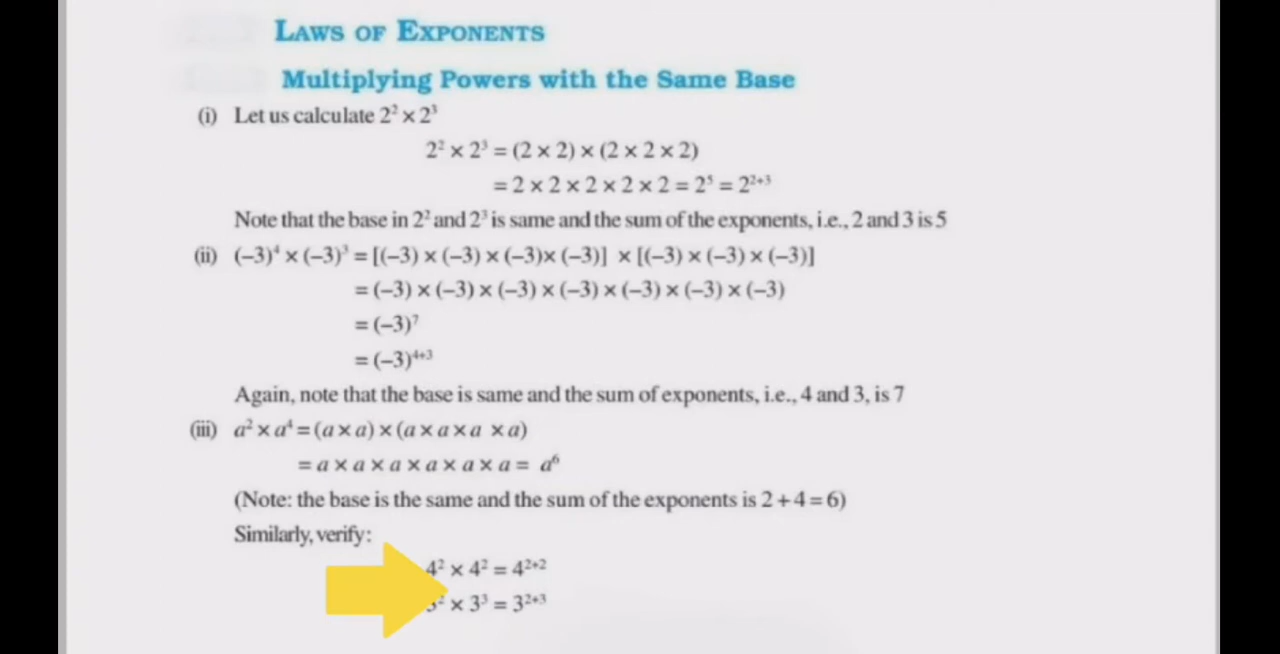 LAWS OF EXPONENTS
Multiplying Powers with the Same Base
(i) Let us calculate 2² × 2³
2² × 2³ = (2 × 2) × (2 × 2 × 2)
= 2 × 2 × 2 × 2 × 2 = 2⁵ = 2²⁺³
Note that the base in 2² and 2³ is same and the sum of the exponents, i.e., 2 and 3 is 5
(ii) (–3)⁴ × (–3)³ = [(–3) × (–3) × (–3)× (–3)] × [(–3) × (–3) × (–3)]
= (–3) × (–3) × (–3) × (–3) × (–3) × (–3) × (–3)
= (–3)⁷
= (–3)⁴⁺³
Again, note that the base is same and the sum of exponents, i.e., 4 and 3, is 7
(iii) a² × a⁴ = (a × a) × (a × a × a × a)
= a × a × a × a × a × a = a⁶
(Note: the base is the same and the sum of the exponents is 2 + 4 = 6)
Similarly, verify:
4² × 4² = 4²⁺²
3² × 3³ = 3²⁺³